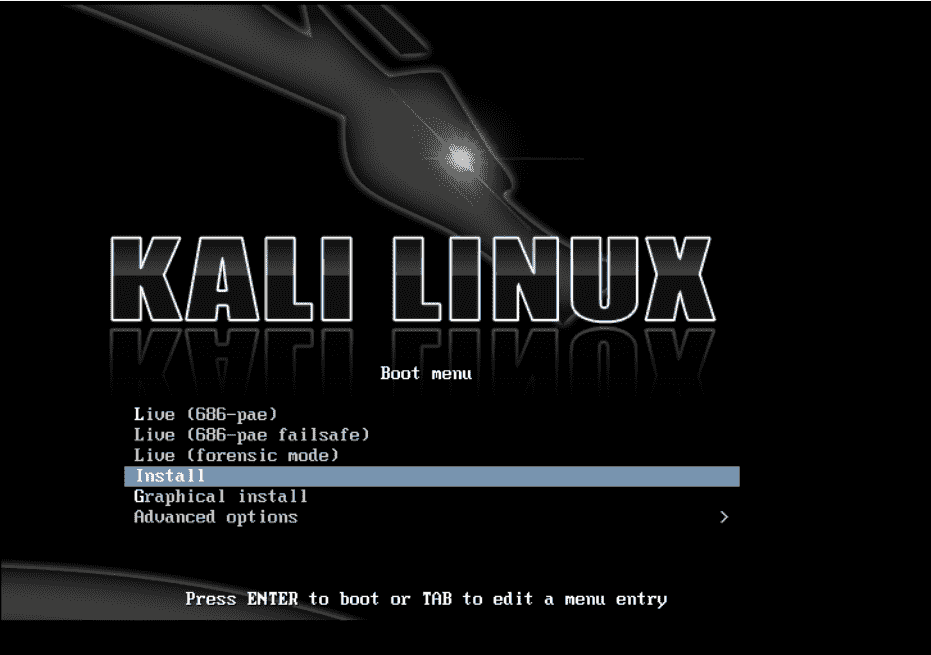 KALI LINUX
Boot menu
Live (686-pae)
Live (686-pae failsafe)
Live (forensic mode)
Install
Graphical install
Advanced options >
Press ENTER to boot or TAB to edit a menu entry